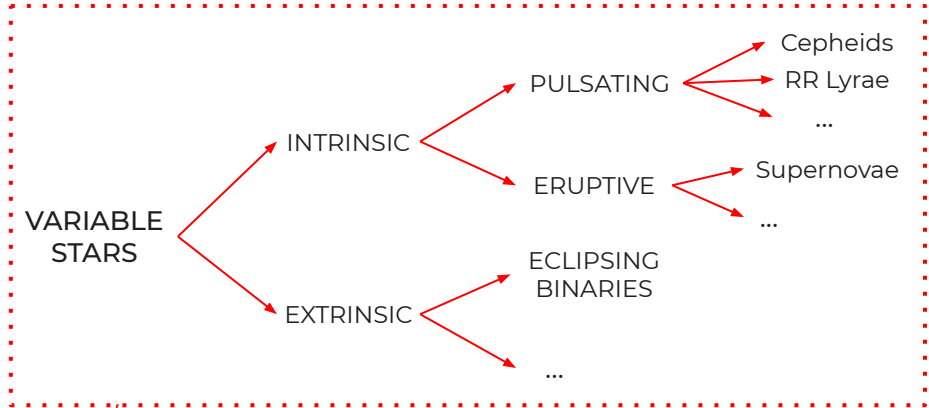 VARIABLE
STARS
INTRINSIC
PULSATING
Cepheids
RR Lyrae
...
ERUPTIVE
Supernovae
...
EXTRINSIC
ECLIPSING
BINARIES
...